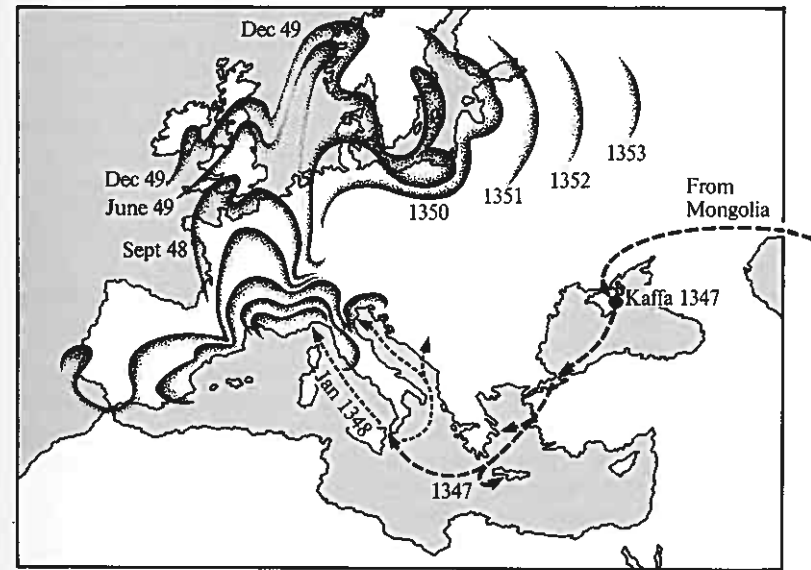 Dec 49
1353
1352
1351
1350
Dec 49
June 49
Sept 48
From
Mongolia
Kaffa 1347
Jan 1348
1347